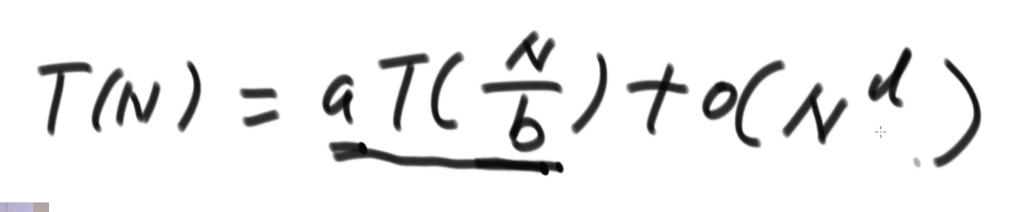 T(N) = aT(N/b) + O(N^d)